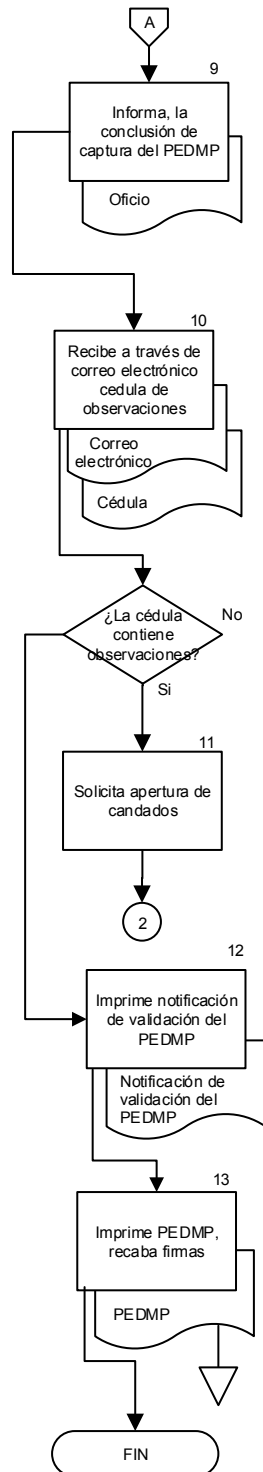 A
9
Informa, la
conclusión de
captura del PEDMP
Oficio
10
Recibe a través de
correo electrónico
cedula de
observaciones
Correo
electrónico
Cédula
¿La cédula
contiene
observaciones?
No
Si
11
Solicita apertura de
candados
2
12
Imprime notificación
de validación del
PEDMP
Notificación de
validación del
PEDMP
13
Imprime PEDMP,
recaba firmas
PEDMP
FIN